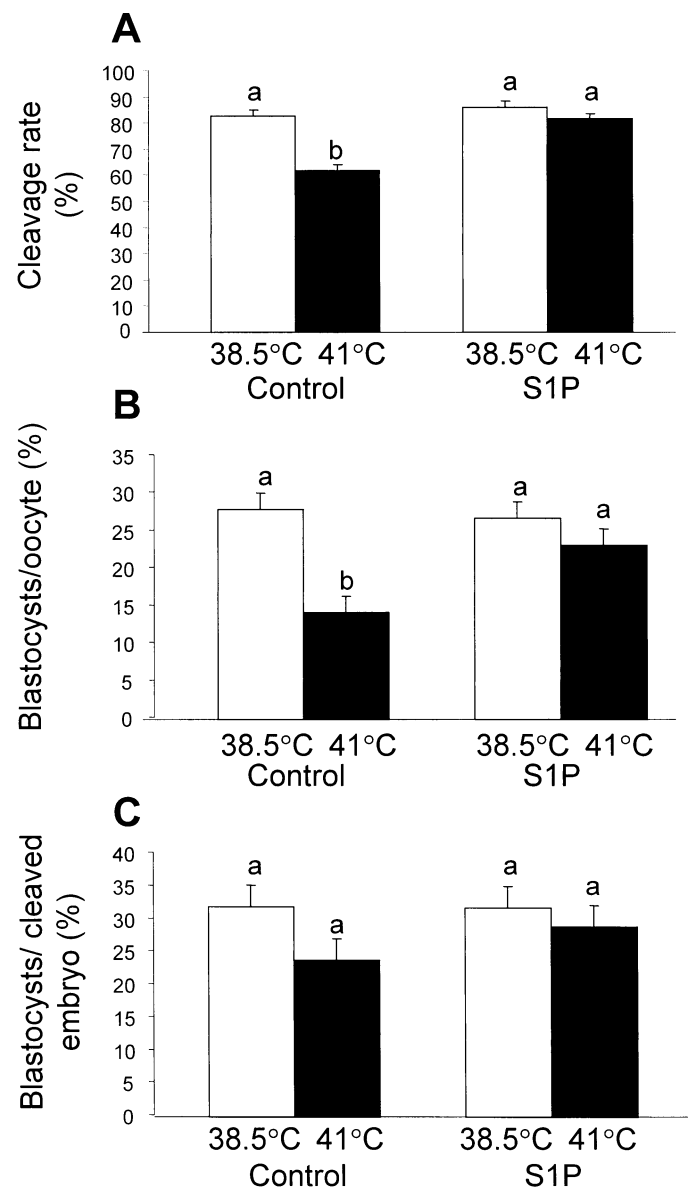 A
Cleavage rate
(%)
100
90
80
70
60
50
40
30
20
10
0
a
b
a
a
38.5°C 41°C
38.5°C 41°C
Control
S1P
B
Blastocysts/oocyte (%)
35
30
25
20
15
10
5
0
a
b
a
a
38.5°C 41°C
38.5°C 41°C
Control
S1P
C
Blastocysts/ cleaved
embryo (%)
40
35
30
25
20
15
10
5
0
a
a
a
a
38.5°C 41°C
38.5°C 41°C
Control
S1P